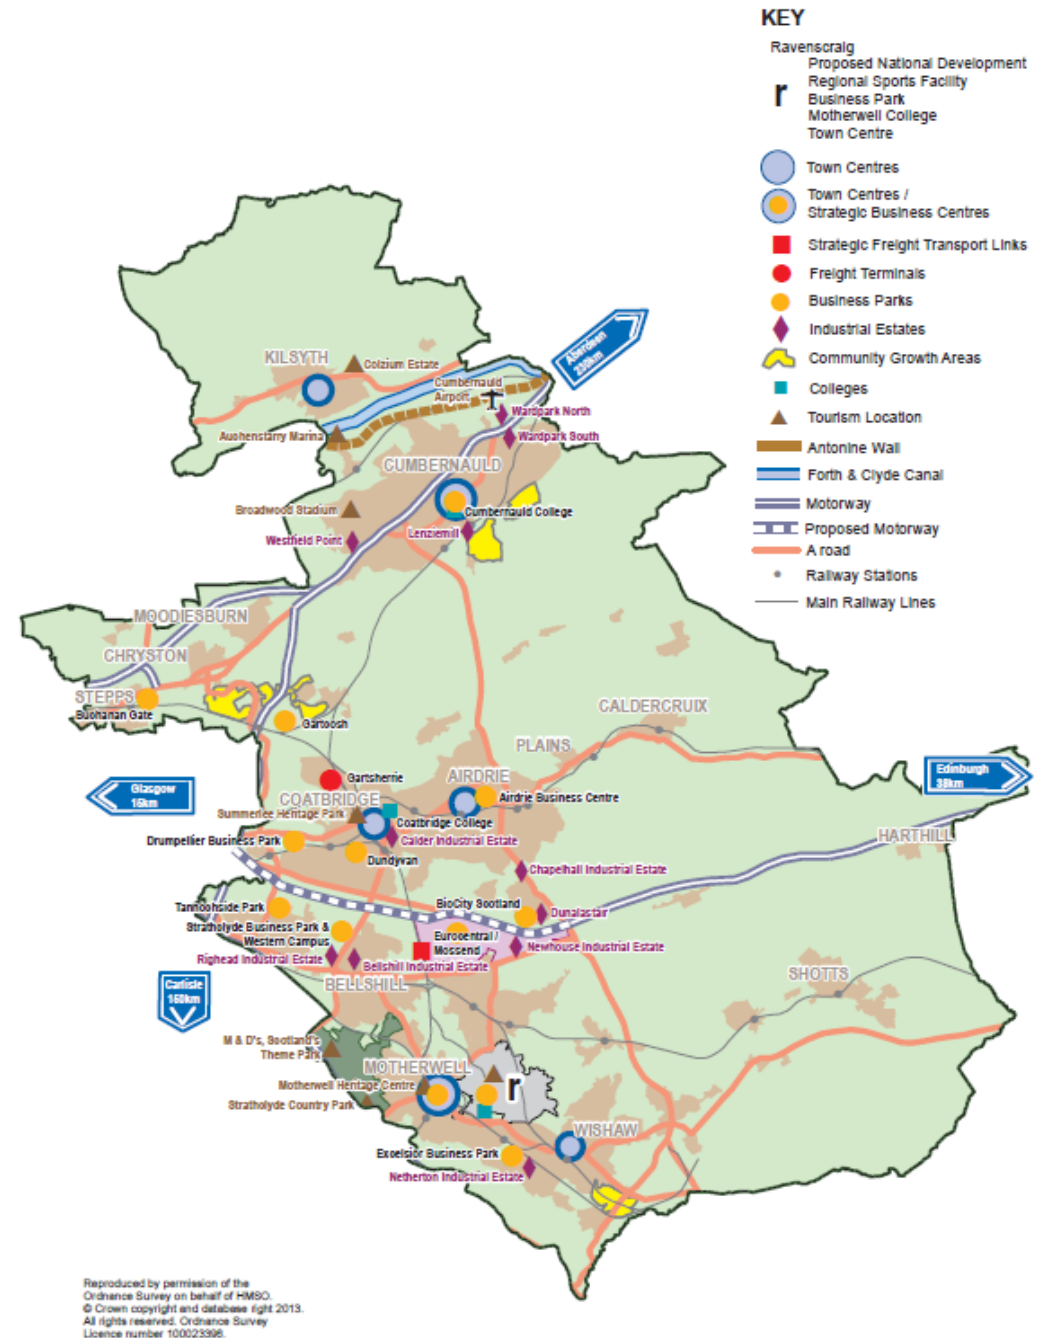 KEY
Ravenscraig
Proposed National Development
Regional Sports Facility
r
Business Park
Motherwell College
Town Centre
Town Centres
Town Centres /
Strategic Business Centres
Strategic Freight Transport Links
Freight Terminals
Business Parks
Industrial Estates
Community Growth Areas
Colleges
Tourism Location
Antonine Wall
Forth & Clyde Canal
Motorway
Proposed Motorway
A road
Railway Stations
Main Railway Lines
Aberdeen
230km
KILSYTH
Colzium Estate
Cumbernauld
Airport
Wardpark North
Auchenstarry Marina
Wardpark South
CUMBERNAULD
Broadwood Stadium
Cumbernauld College
Westfield Point
Lenziemill
MOODIESBURN
CHRYSTON
STEPPS
Buchanan Gate
Gartcosh
CALDERCRUIX
PLAINS
Glasgow
15km
Edinburgh
38km
Gartsherrie
AIRDRIE
COATBRIDGE
Airdrie Business Centre
Summerlee Heritage Park
Coatbridge College
Drumpellier Business Park
Calder Industrial Estate
HARTHILL
Dundyvan
Chapelhall Industrial Estate
Tannochside Park
BioCity Scotland
Dunalastair
Strathclyde Business Park &
Western Campus
Eurocentral /
Mossend
Newhouse Industrial Estate
Righead Industrial Estate
Bellshill Industrial Estate
BELLSHILL
SHOTTS
Carlisle
150km
M & D's, Scotland's
Theme Park
MOTHERWELL
Motherwell Heritage Centre
r
Strathclyde Country Park
WISHAW
Excelsior Business Park
Netherton Industrial Estate
Reproduced by permission of the
Ordnance Survey on behalf of HMSO.
© Crown copyright and database right 2013.
All rights reserved. Ordnance Survey
Licence number 100023396.